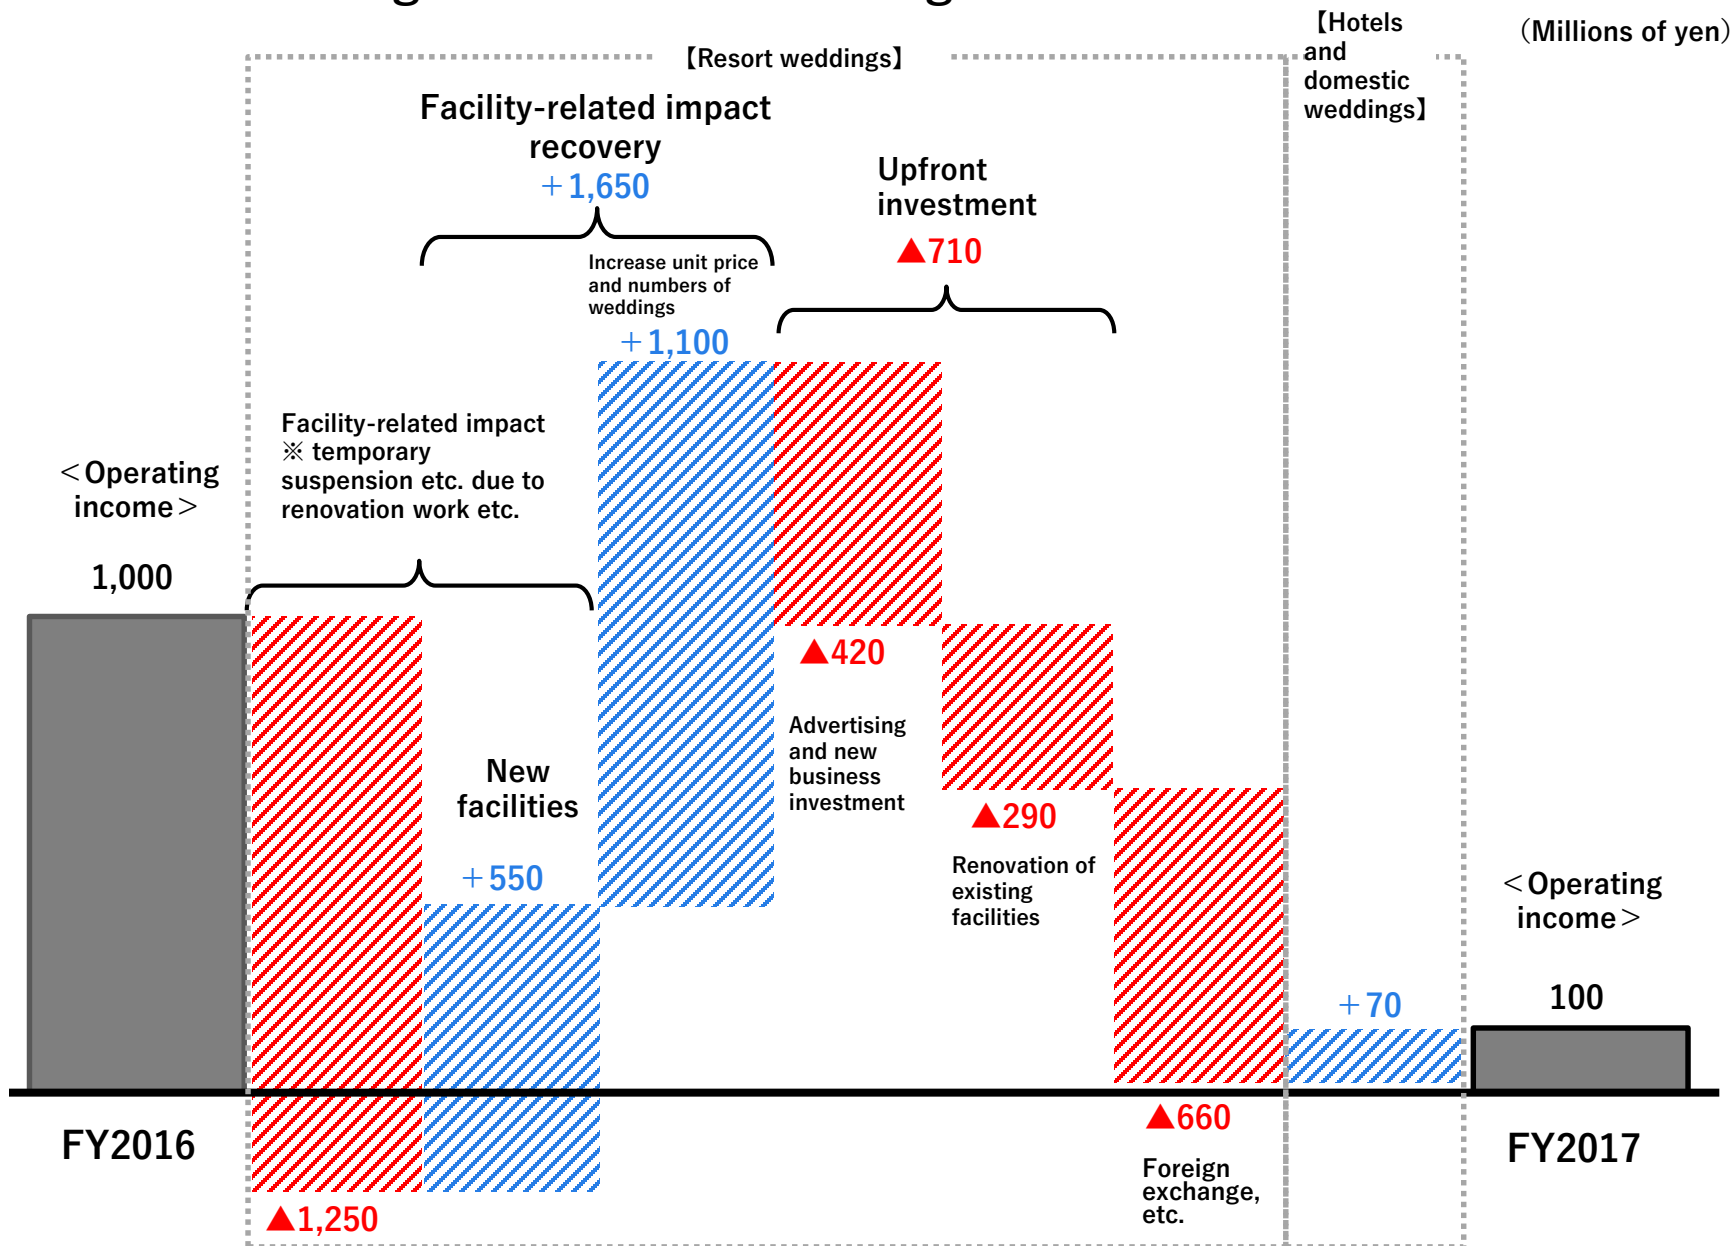 (Millions of yen)
【Resort weddings】
【Hotels
and
domestic
weddings】
Facility-related impact
recovery
+1,650
Upfront
investment
▲710
Increase unit price
and numbers of
weddings
+1,100
Facility-related impact
※ temporary
suspension etc. due to
renovation work etc.
<Operating
income>
1,000
▲420
Advertising
and new
business
investment
New
facilities
+550
▲290
Renovation of
existing
facilities
<Operating
income>
100
+70
▲660
Foreign
exchange,
etc.
▲1,250
FY2016
FY2017